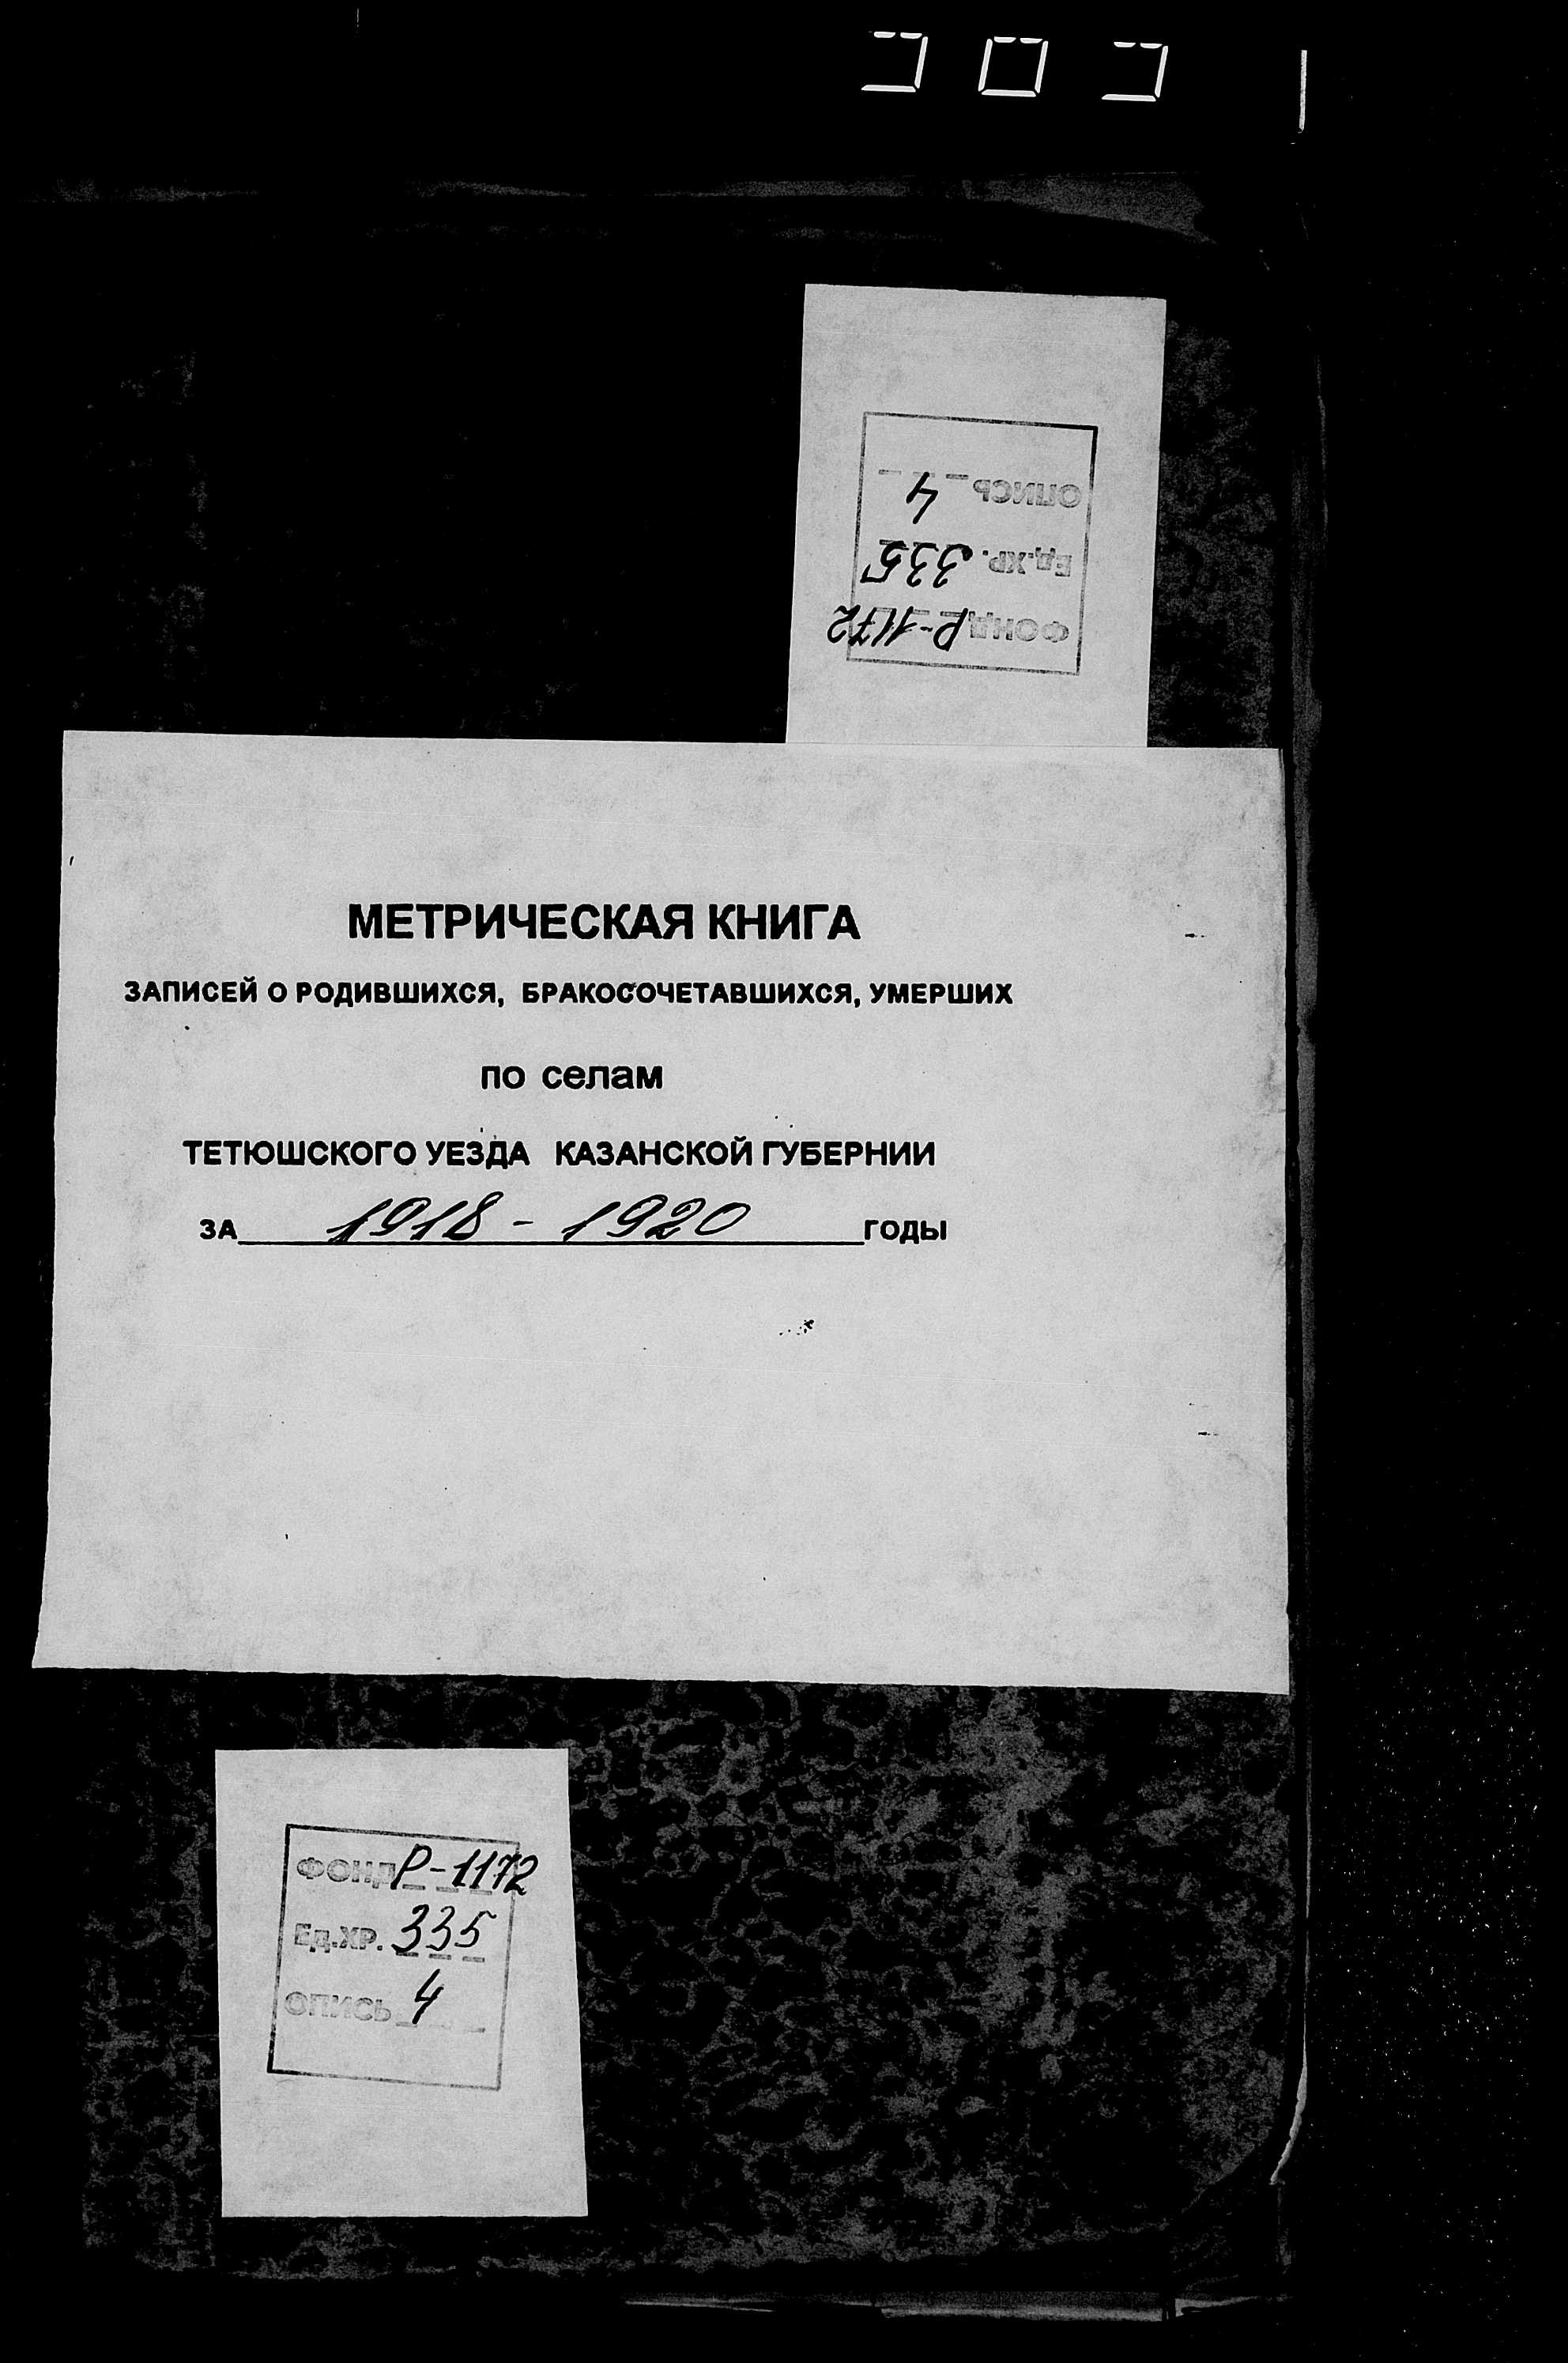 ОПИСЬ 4
Ед.ХР. 335
ФОНД Р-1172
МЕТРИЧЕСКАЯ КНИГА
ЗАПИСЕЙ О РОДИВШИХСЯ, БРАКОСОЧЕТАВШИХСЯ, УМЕРШИХ
по селам
ТЕТЮШСКОГО УЕЗДА КАЗАНСКОЙ ГУБЕРНИИ
ЗА 1918 - 1920 ГОДЫ
ФОНД Р-1172
Ед.ХР. 335
ОПИСЬ 4